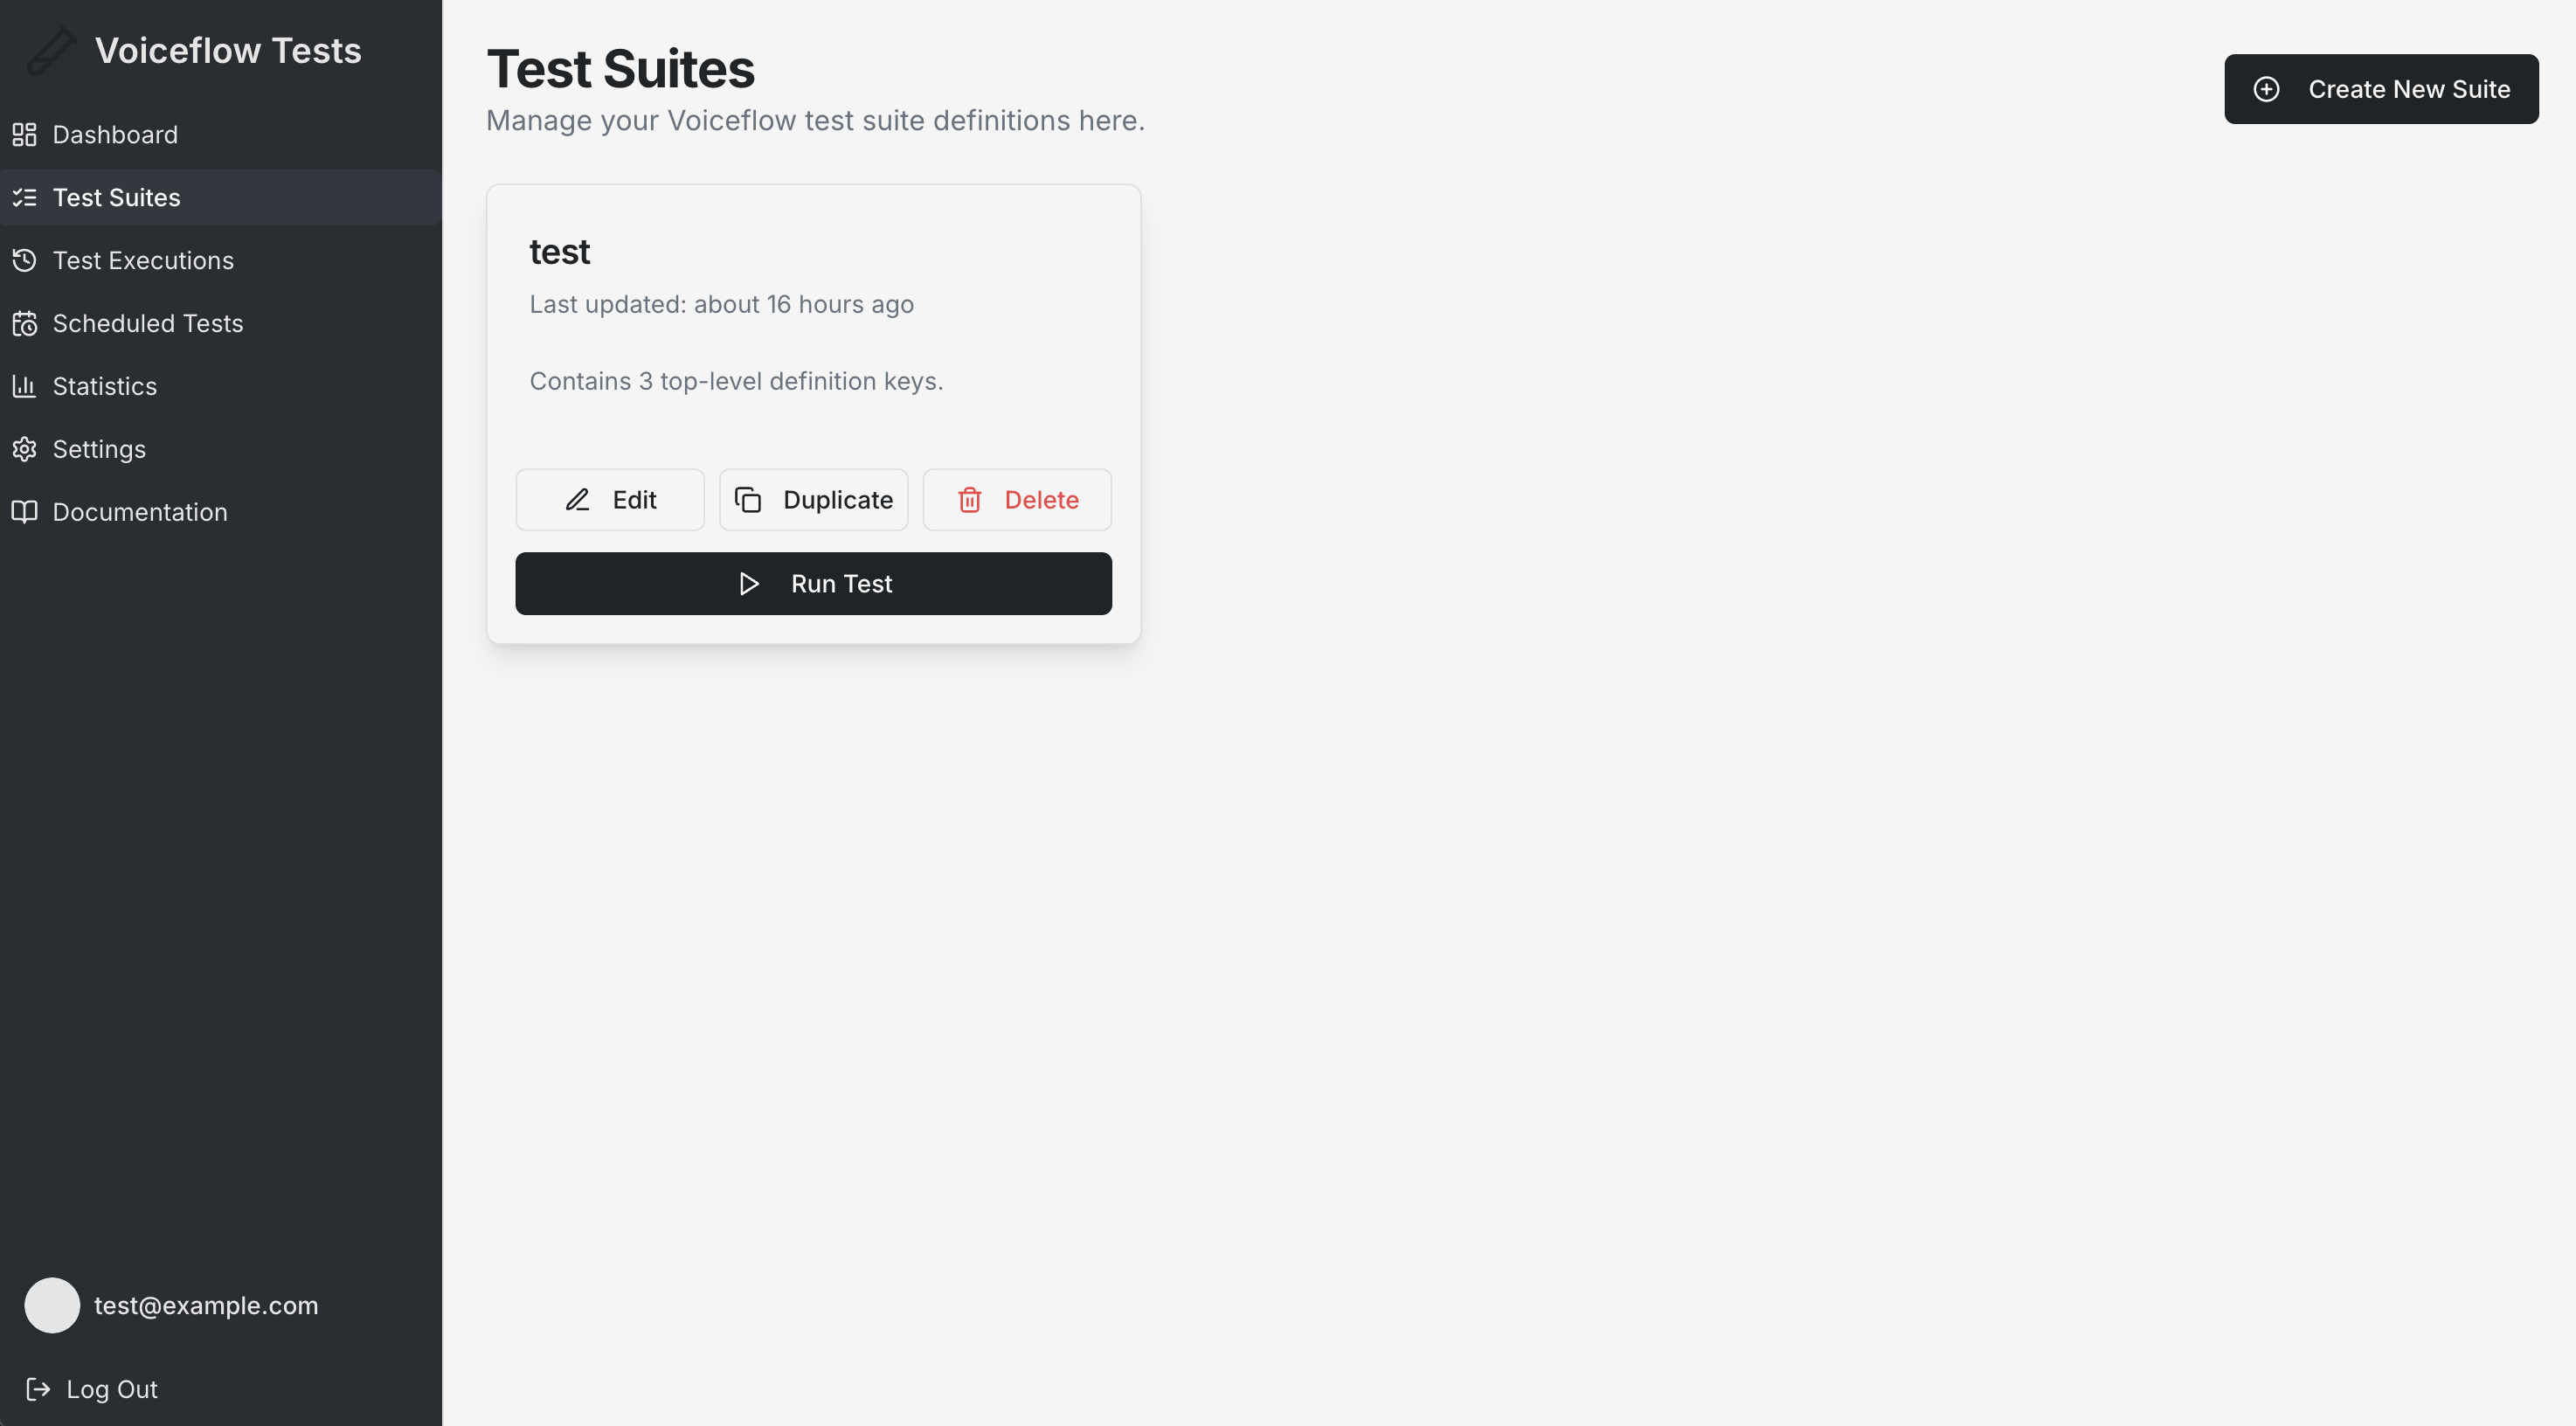 Voiceflow Tests
Dashboard
Test Suites
Test Executions
Scheduled Tests
Statistics
Settings
Documentation
test@example.com
Log Out
Test Suites
Manage your Voiceflow test suite definitions here.
Create New Suite
test
Last updated: about 16 hours ago
Contains 3 top-level definition keys.
Edit
Duplicate
Delete
Run Test